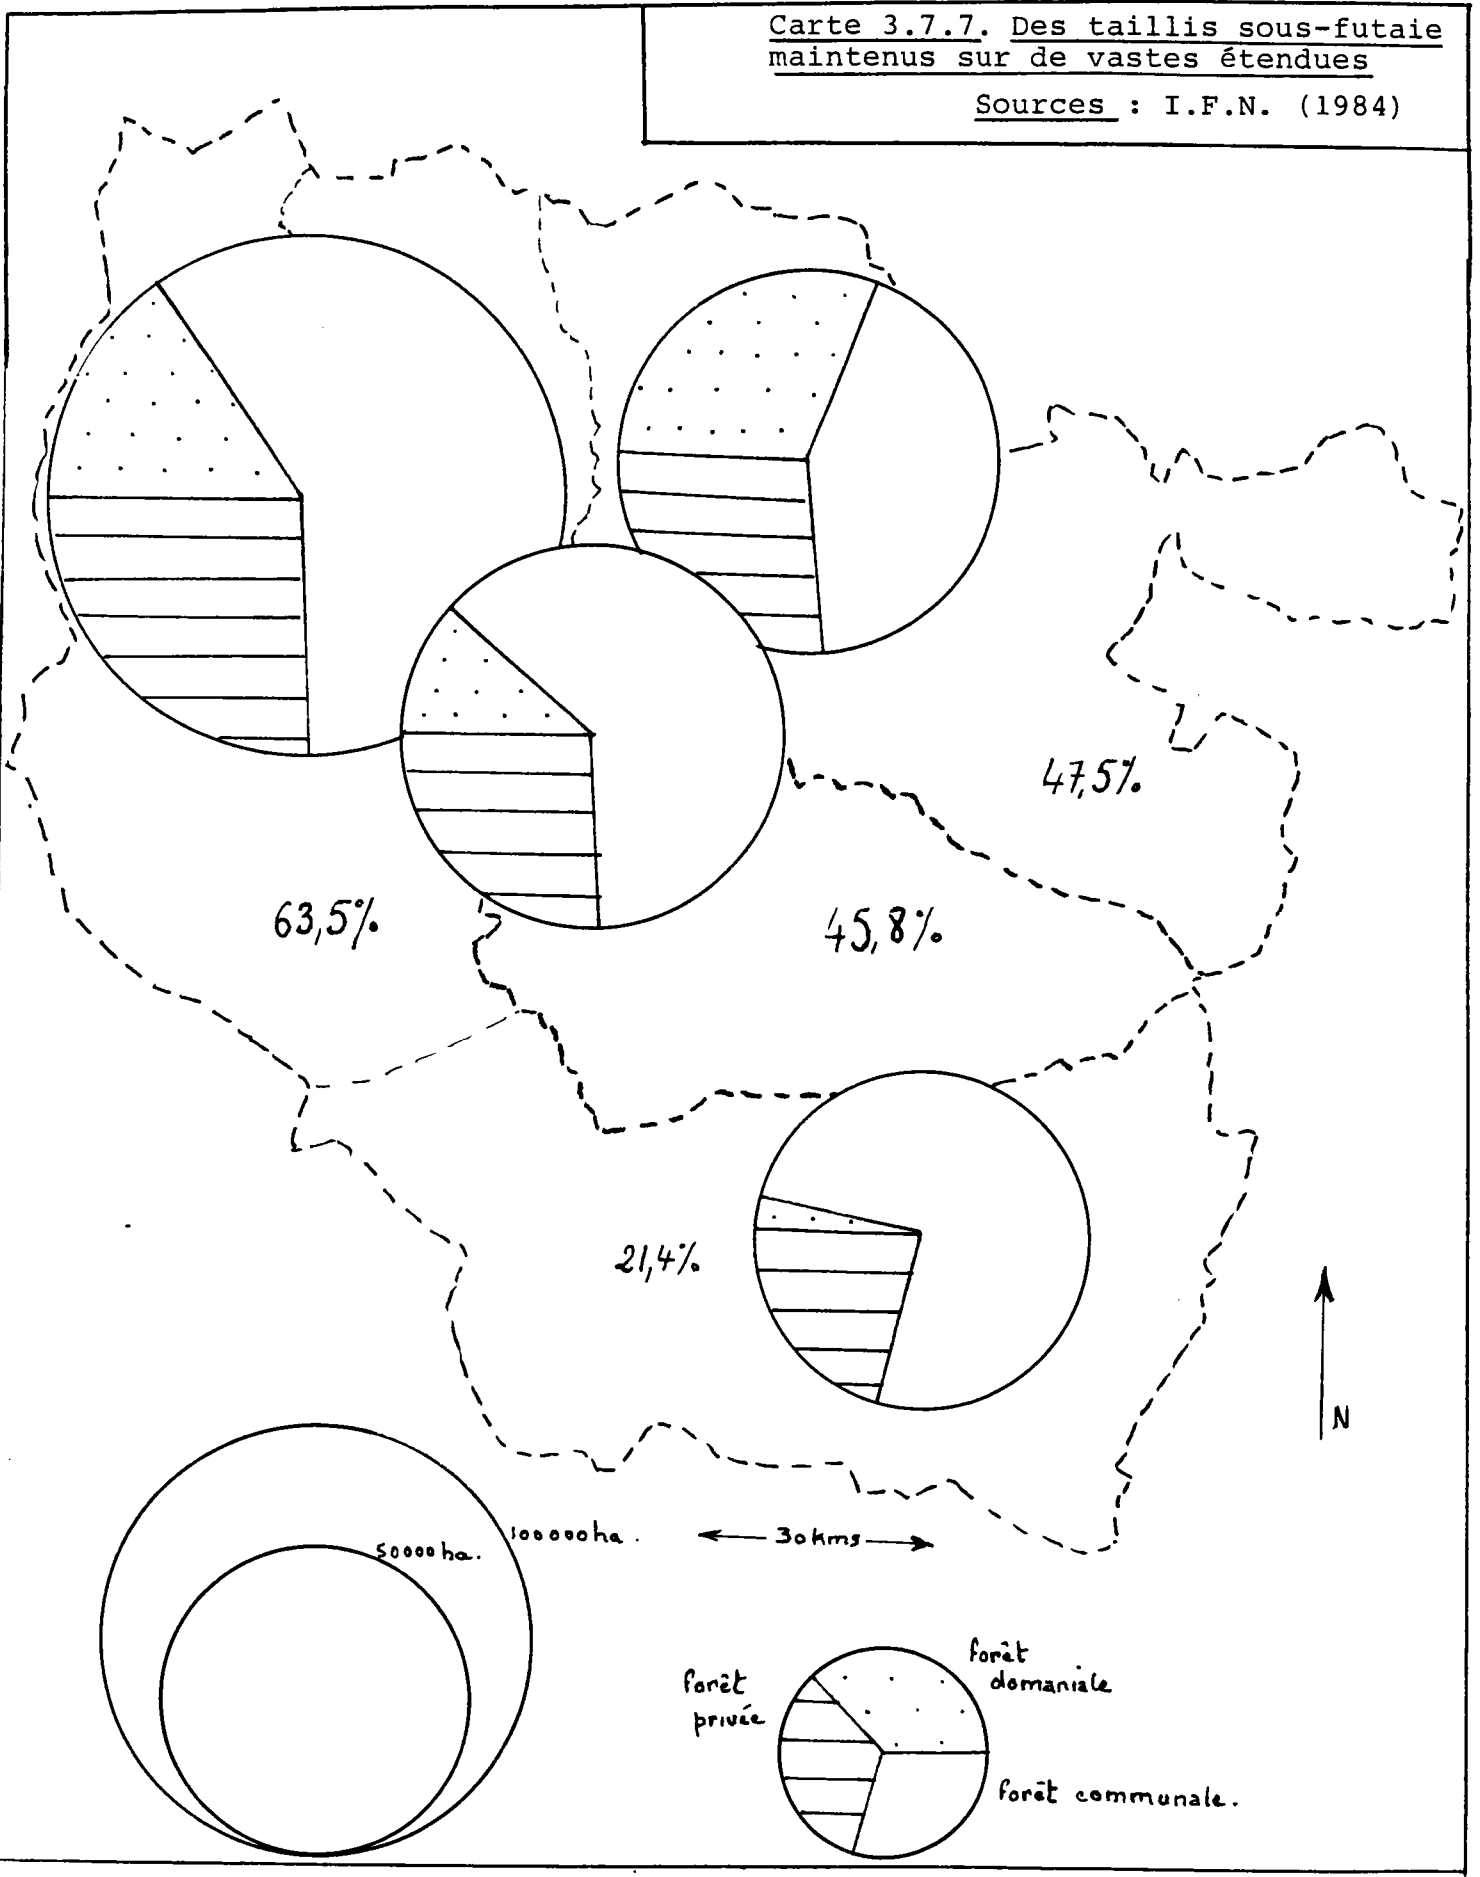 Carte 3.7.7. Des taillis sous-futaie
maintenus sur de vastes étendues
Sources : I.F.N. (1984)
47,5%
63,5%
45,8%
21,4%
N
100000ha.
50000ha.
30kms
forêt
domaniale
forêt
privée
forêt communale.